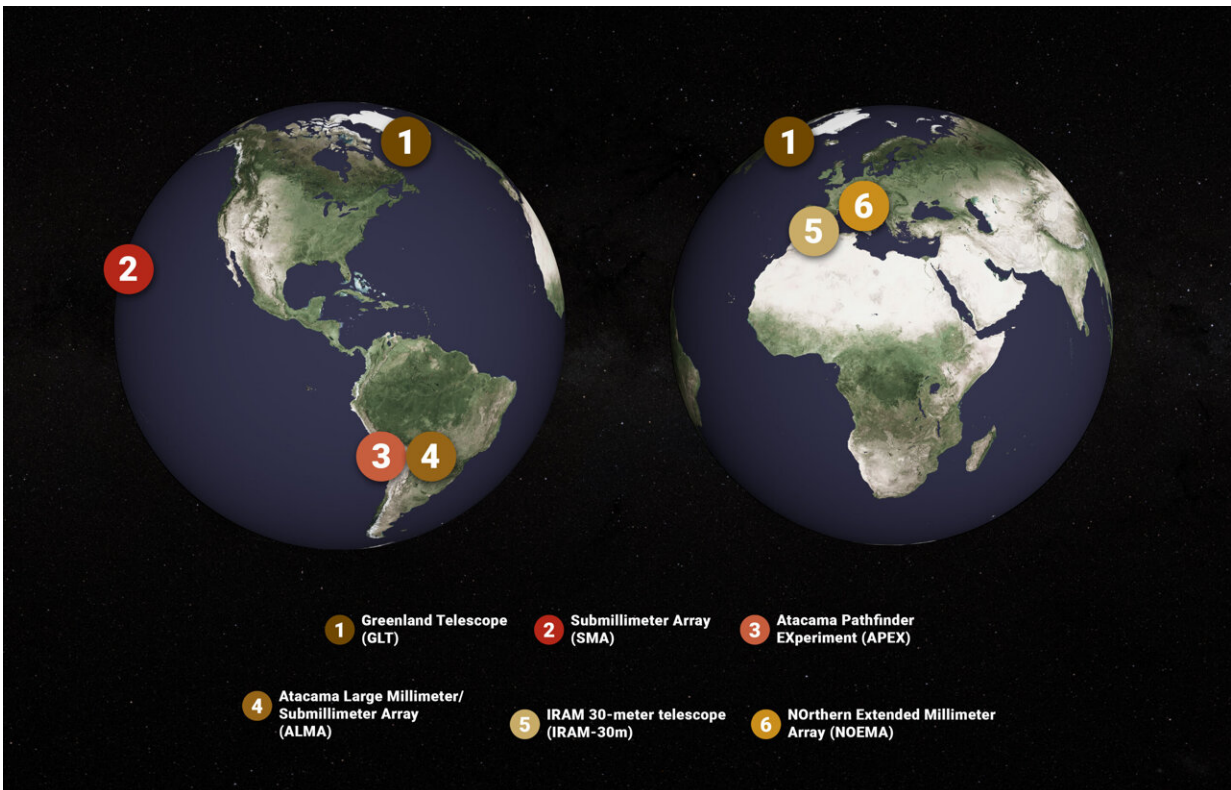 1
1
6
5
2
3
4
1 Greenland Telescope
(GLT)
2 Submillimeter Array
(SMA)
3 Atacama Pathfinder
EXperiment (APEX)
4 Atacama Large Millimeter/
Submillimeter Array
(ALMA)
5 IRAM 30-meter telescope
(IRAM-30m)
6 NOrthern Extended Millimeter
Array (NOEMA)